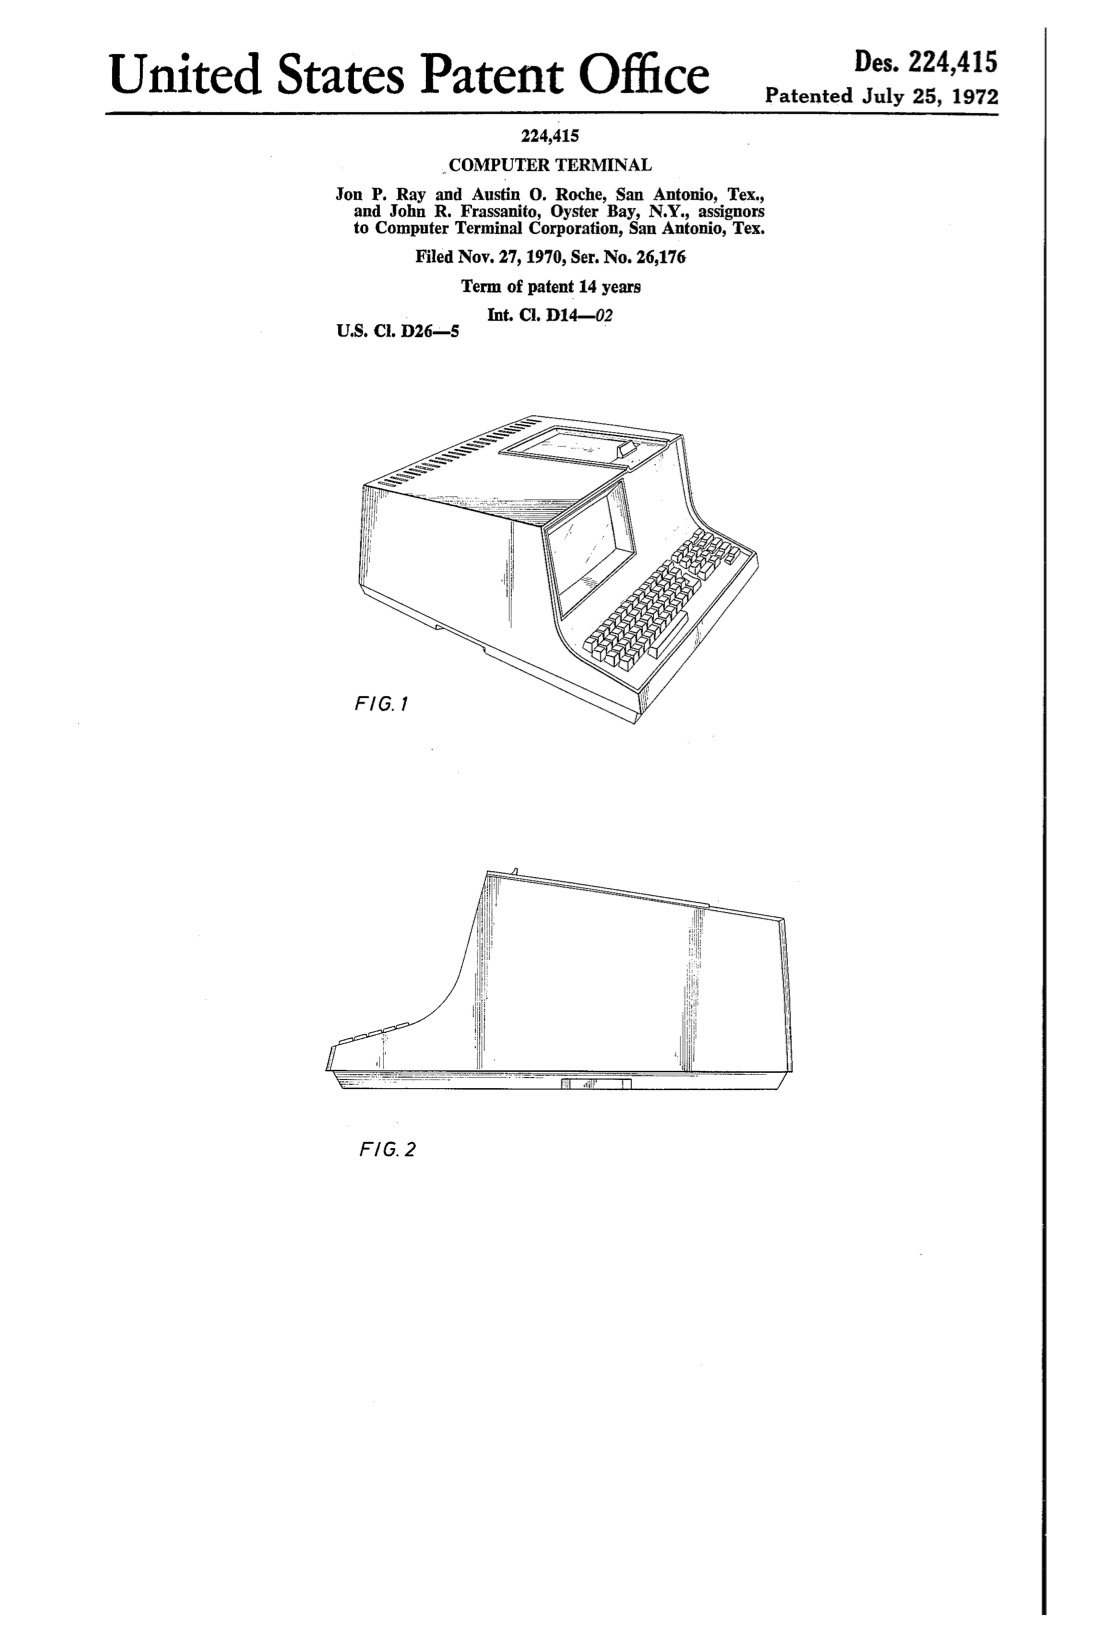 United States Patent Office
Des. 224,415
Patented July 25, 1972
224,415
COMPUTER TERMINAL
Jon P. Ray and Austin O. Roche, San Antonio, Tex.,
and John R. Frassanito, Oyster Bay, N.Y., assignors
to Computer Terminal Corporation, San Antonio, Tex.
Filed Nov. 27, 1970, Ser. No. 26,176
Term of patent 14 years
Int. Cl. D14—02
U.S. Cl. D26—5
FIG. 1
FIG. 2